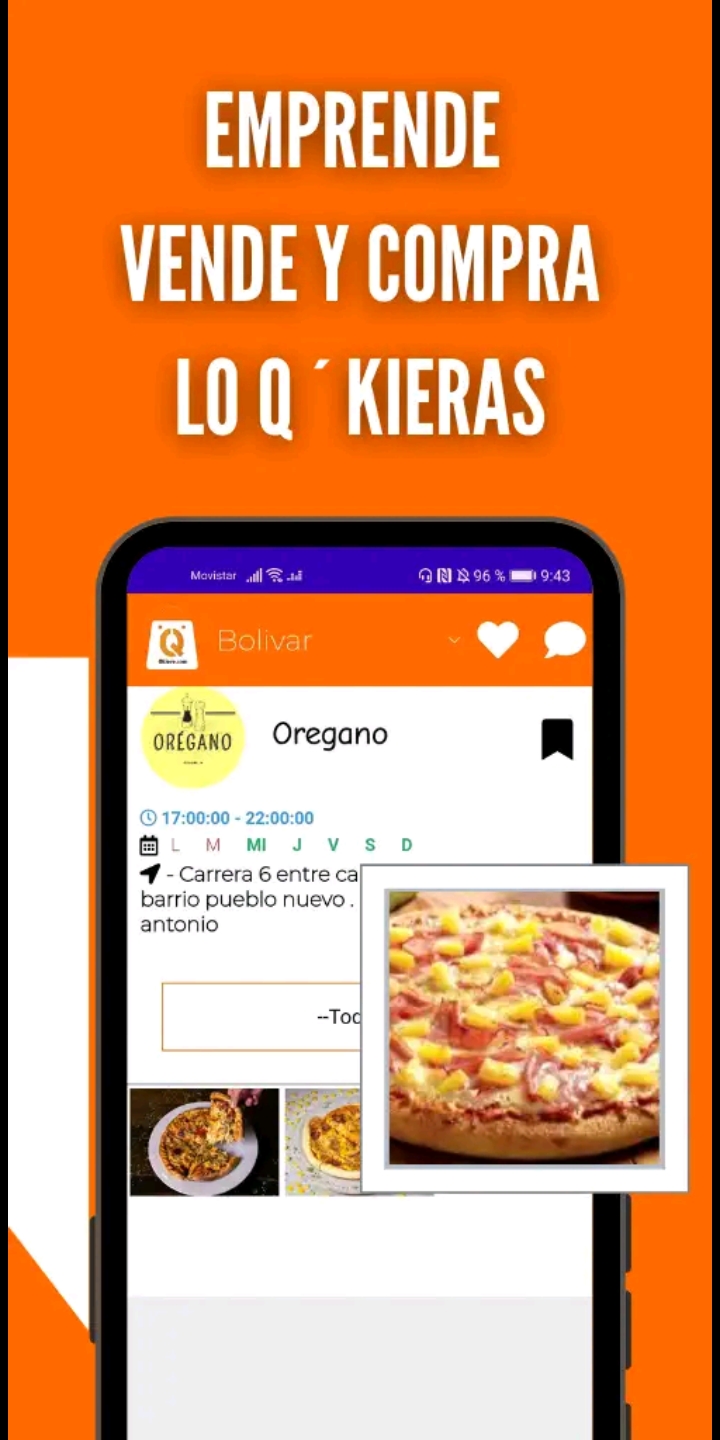 EMPRENDE
VENDE Y COMPRA
LO Q ´ KIERAS
Movistar 96 % 9:43
Q Bolivar
ORÉGANO
Oregano
17:00:00 - 22:00:00
L M MI J V S D
- Carrera 6 entre ca
barrio pueblo nuevo .
antonio
--Tod